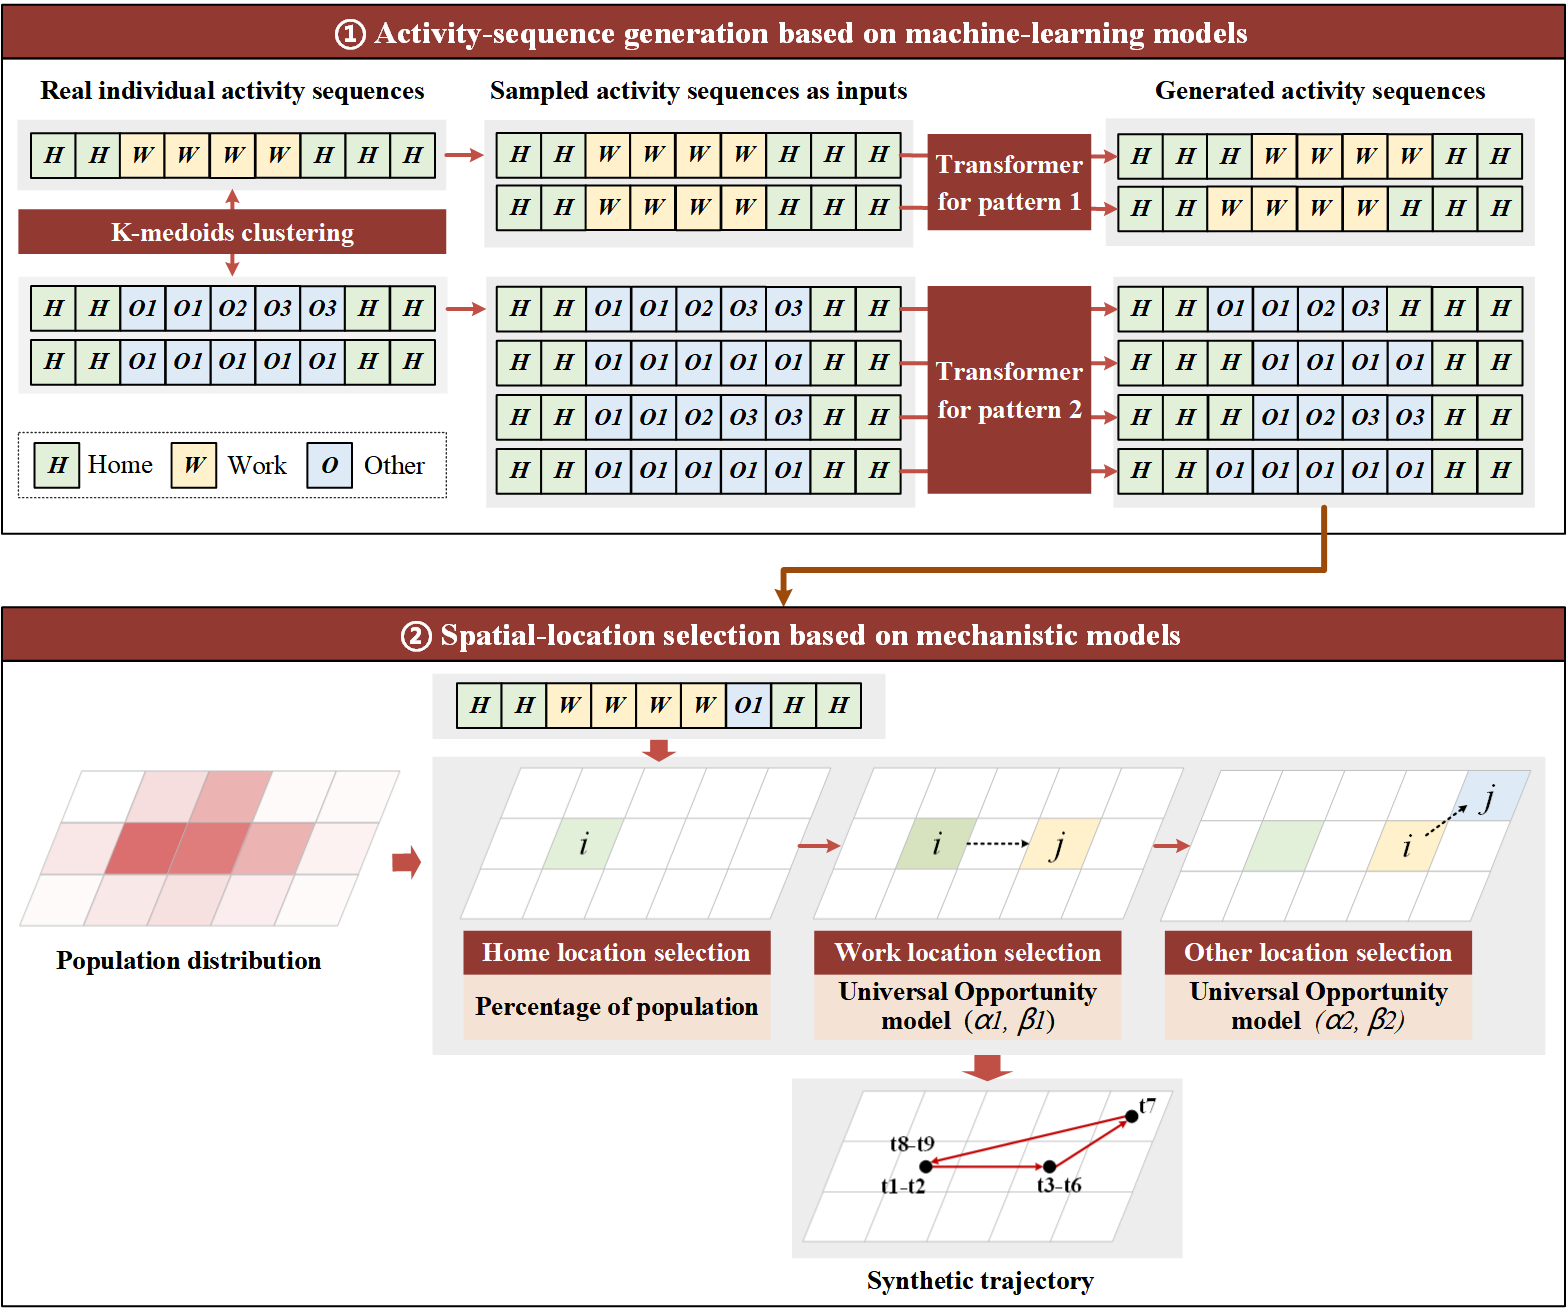 ① Activity-sequence generation based on machine-learning models
Real individual activity sequences
Sampled activity sequences as inputs
Generated activity sequences
H H W W W W H H H
K-medoids clustering
H H O1 O1 O2 O3 O3 H H
H H O1 O1 O1 O1 O1 H H
H Home W Work O Other
H H W W W W H H H
H H W W W W H H H
H H O1 O1 O2 O3 O3 H H
H H O1 O1 O1 O1 O1 H H
H H O1 O1 O2 O3 O3 H H
H H O1 O1 O1 O1 O1 H H
Transformer
for pattern 1
Transformer
for pattern 2
H H H W W W W H H
H H W W W W H H H
H H O1 O1 O2 O3 H H H
H H H O1 O1 O1 O1 H H
H H H O1 O2 O3 O3 H H
H H O1 O1 O1 O1 O1 H H
② Spatial-location selection based on mechanistic models
H H W W W W O1 H H
Population distribution
i
i j
i j
Home location selection
Percentage of population
Work location selection
Universal Opportunity
model (α1, β1)
Other location selection
Universal Opportunity
model (α2, β2)
t7
t8-t9
t1-t2
t3-t6
Synthetic trajectory